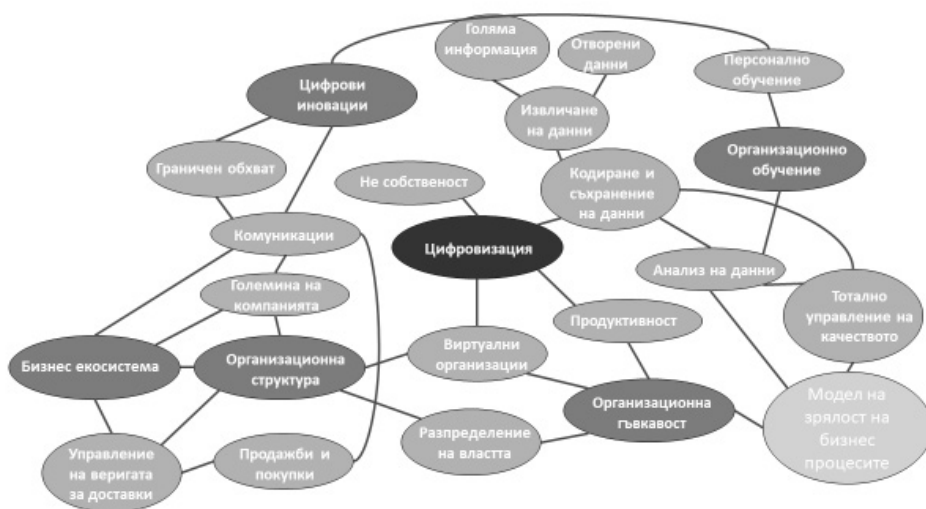 Голяма
информация
Отворени
данни
Персонално
обучение
Цифрови
иновации
Извличане
на данни
Организационно
обучение
Граничен обхват
Не собственост
Кодиране и
съхранение
на данни
Комуникации
Цифровизация
Анализ на данни
Големина на
компанията
Тотално
управление на
качеството
Продуктивност
Бизнес екосистема
Организационна
структура
Виртуални
организации
Организационна
гъвкавост
Модел на
зрялост на
бизнес
процесите
Управление
на веригата
за доставки
Продажби и
покупки
Разпределение
на властта